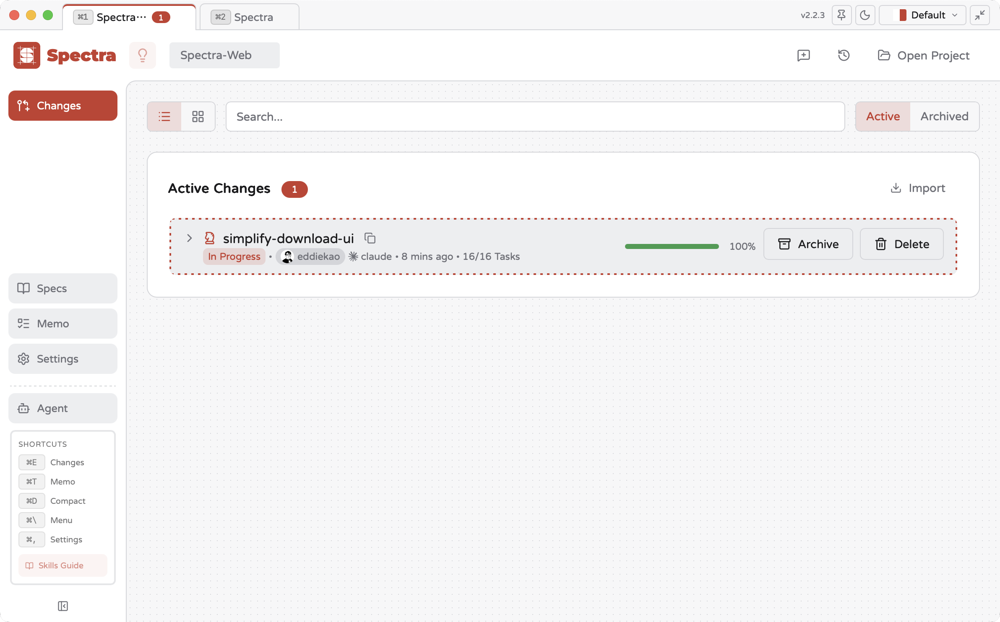 ⌘1 Spectra··· 1
⌘2 Spectra
v2.2.3
Default
Spectra
Spectra-Web
Open Project
Changes
Search...
Active
Archived
Active Changes 1
Import
simplify-download-ui
In Progress • eddiekao claude • 8 mins ago • 16/16 Tasks
100%
Archive
Delete
Specs
Memo
Settings
Agent
SHORTCUTS
⌘E Changes
⌘T Memo
⌘D Compact
⌘\ Menu
⌘, Settings
Skills Guide